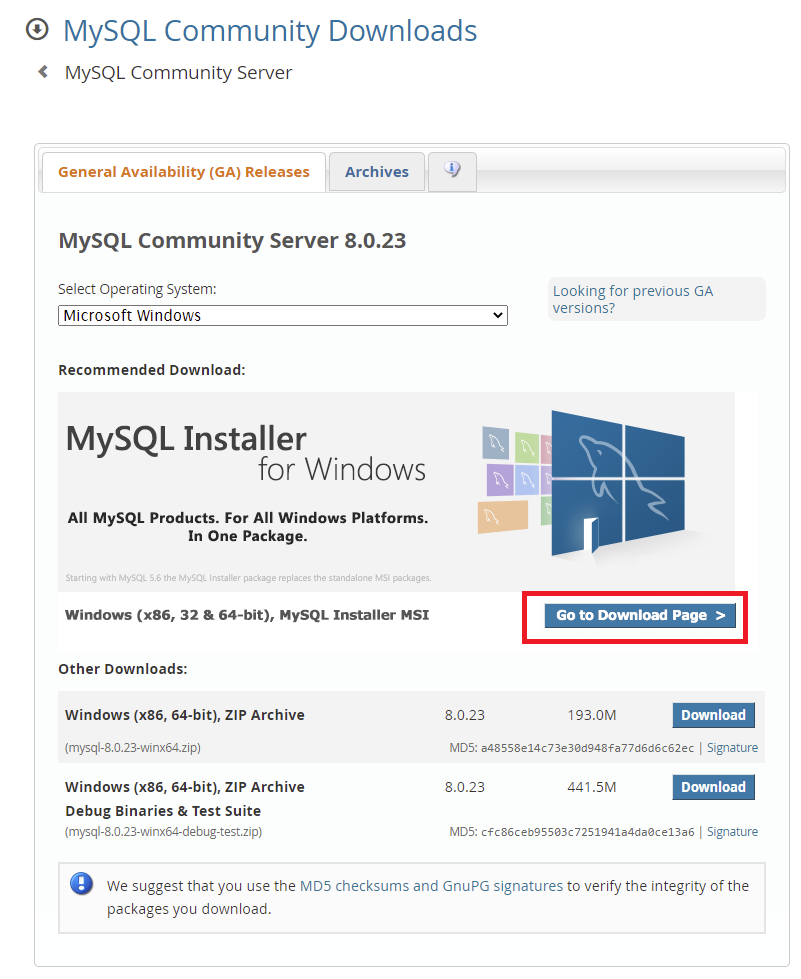 MySQL Community Downloads
MySQL Community Server
General Availability (GA) Releases
Archives
MySQL Community Server 8.0.23
Select Operating System:
Looking for previous GA
versions?
Microsoft Windows
Recommended Download:
MySQL Installer
for Windows
All MySQL Products. For All Windows Platforms.
In One Package.
Starting with MySQL 5.6 the MySQL Installer package replaces the standalone MSI packages.
Windows (x86, 32 & 64-bit), MySQL Installer MSI
Go to Download Page >
Other Downloads:
Windows (x86, 64-bit), ZIP Archive 8.0.23 193.0M Download
(mysql-8.0.23-winx64.zip) MD5: a48558e14c73e30d948fa77d6d6c62ec | Signature
Windows (x86, 64-bit), ZIP Archive 8.0.23 441.5M Download
Debug Binaries & Test Suite
(mysql-8.0.23-winx64-debug-test.zip) MD5: cfc86ceb95503c7251941a4da0ce13a6 | Signature
We suggest that you use the MD5 checksums and GnuPG signatures to verify the integrity of the
packages you download.